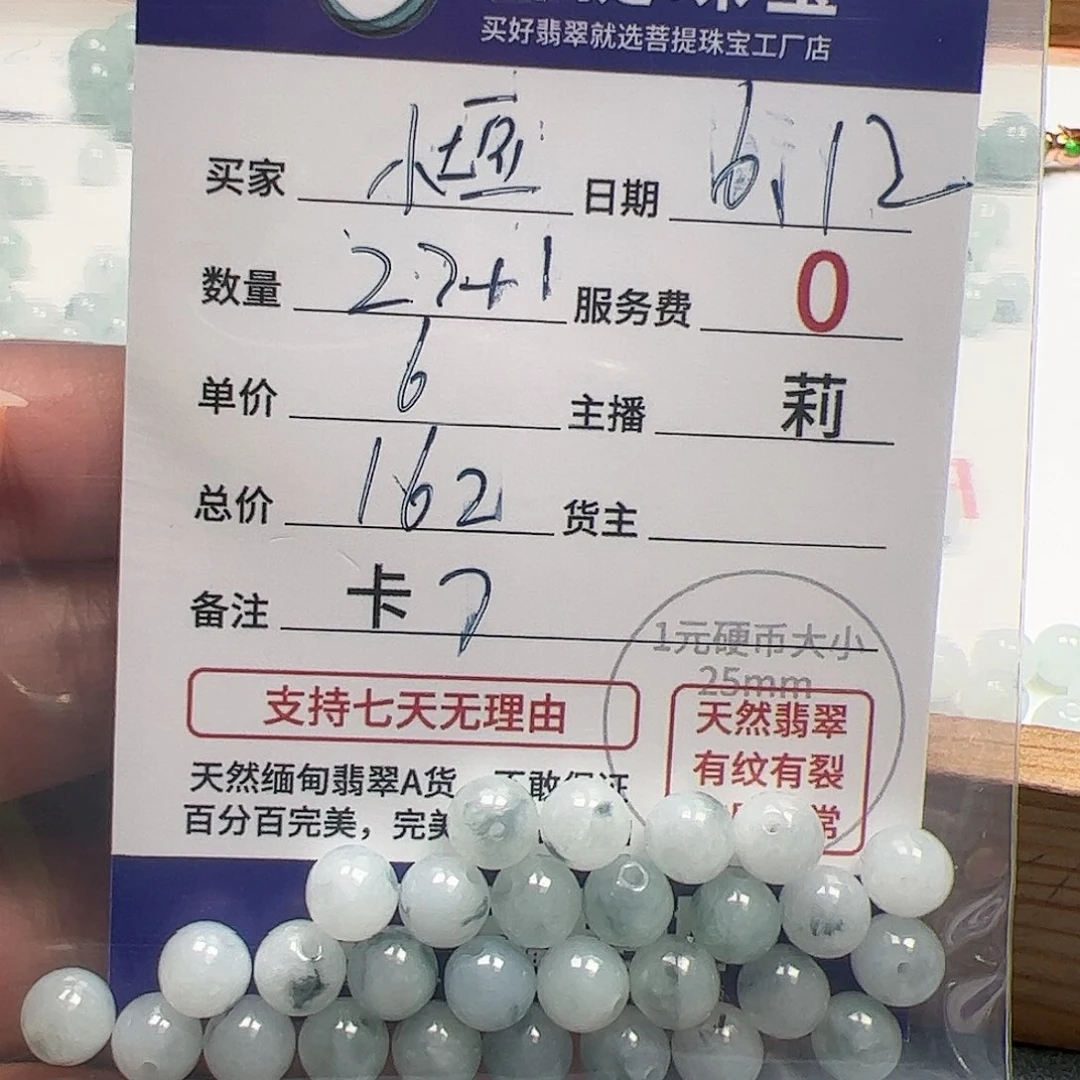 买好翡翠就选菩提珠宝工厂店
买家 日期 6.12
数量 27+1 服务费 0
单价 6 主播 莉
总价 162 货主
备注 卡7
1元硬币大小
25mm
支持七天无理由
天然翡翠
有纹有裂
常
天然缅甸翡翠A货
百分百完美，完美